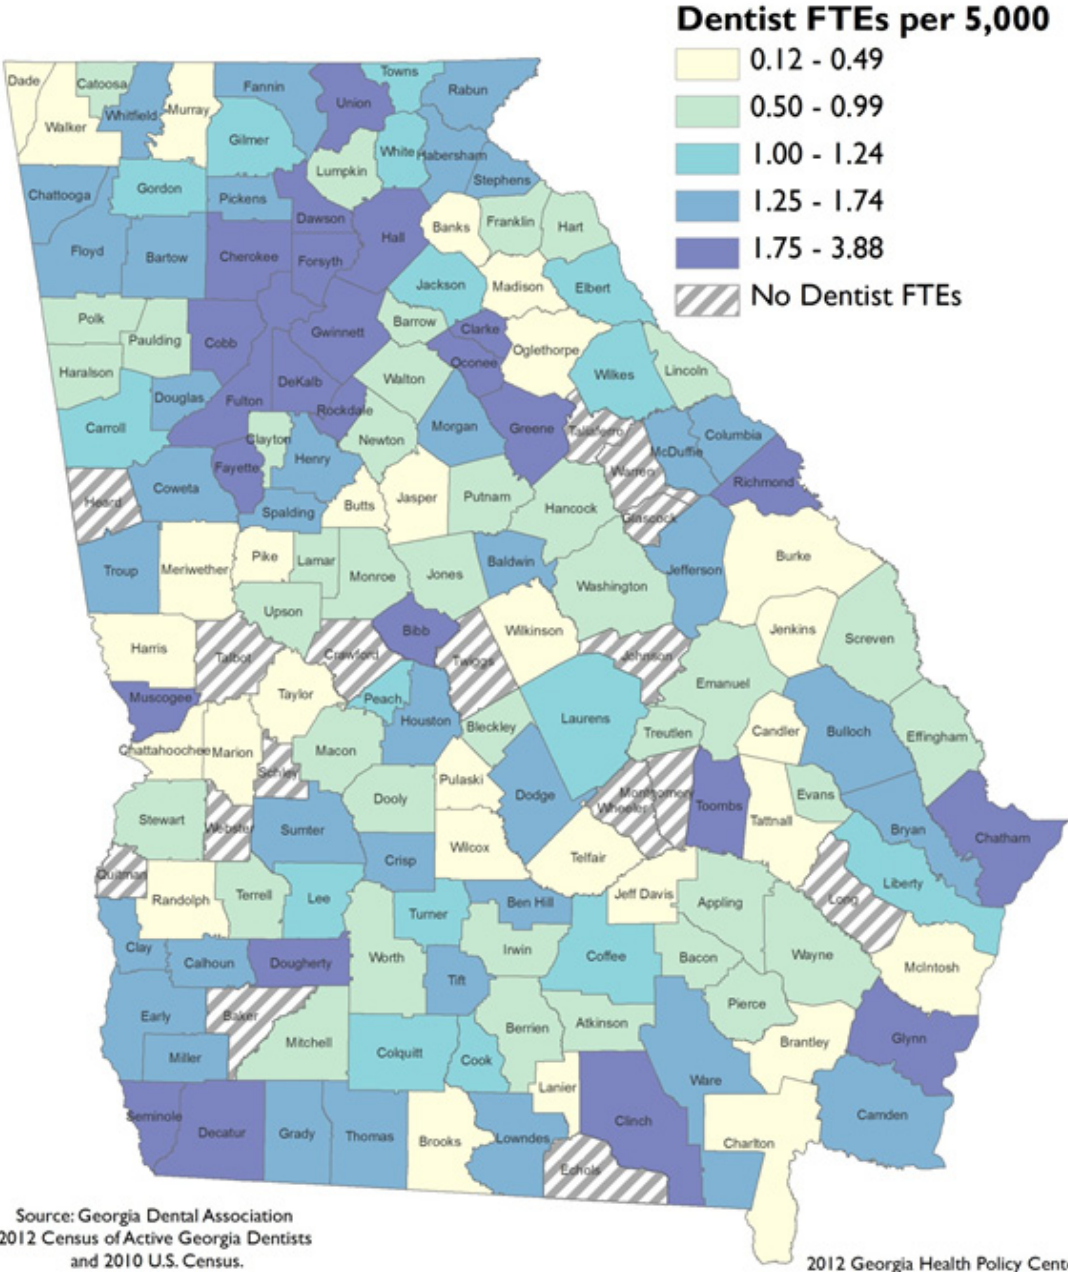 Dentist FTEs per 5,000
0.12 - 0.49
0.50 - 0.99
1.00 - 1.24
1.25 - 1.74
1.75 - 3.88
No Dentist FTEs
Dade
Catoosa
Walker
Whitfield
Murray
Fannin
Union
Towns
Rabun
Gilmer
White
Habersham
Lumpkin
Stephens
Chattooga
Gordon
Pickens
Dawson
Banks
Franklin
Hart
Hall
Floyd
Bartow
Cherokee
Forsyth
Jackson
Madison
Elbert
Polk
Paulding
Cobb
Gwinnett
Barrow
Clarke
Oconee
Oglethorpe
Haralson
DeKalb
Walton
Wilkes
Lincoln
Douglas
Fulton
Rockdale
Carroll
Clayton
Newton
Morgan
Greene
Taliaferro
Columbia
McDuffie
Henry
Fayette
Warren
Richmond
Heard
Coweta
Spalding
Butts
Jasper
Putnam
Hancock
Glascock
Troup
Meriwether
Pike
Lamar
Monroe
Jones
Baldwin
Washington
Jefferson
Burke
Upson
Jenkins
Screven
Harris
Talbot
Crawford
Bibb
Twiggs
Wilkinson
Johnson
Emanuel
Muscogee
Taylor
Peach
Houston
Laurens
Bleckley
Treutlen
Candler
Bulloch
Effingham
Chattahoochee
Marion
Schley
Macon
Pulaski
Dooly
Dodge
Wheeler
Montgomery
Toombs
Tattnall
Evans
Bryan
Chatham
Stewart
Webster
Sumter
Crisp
Wilcox
Telfair
Liberty
Quitman
Randolph
Terrell
Lee
Turner
Ben Hill
Jeff Davis
Appling
Long
Clay
Calhoun
Dougherty
Worth
Irwin
Coffee
Bacon
Wayne
McIntosh
Tift
Early
Baker
Mitchell
Berrien
Atkinson
Pierce
Miller
Colquitt
Cook
Brantley
Glynn
Lanier
Ware
Seminole
Decatur
Grady
Thomas
Brooks
Lowndes
Clinch
Camden
Charlton
Echols
Source: Georgia Dental Association
2012 Census of Active Georgia Dentists
and 2010 U.S. Census.
2012 Georgia Health Policy Cent